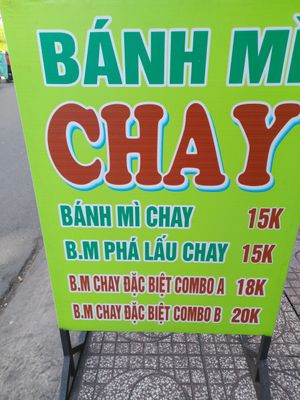 BÁNH MÌ
CHAY
BÁNH MÌ CHAY 15K
B.M PHÁ LẤU CHAY 15K
B.M CHAY ĐẶC BIỆT COMBO A 18K
B.M CHAY ĐẶC BIỆT COMBO B 20K